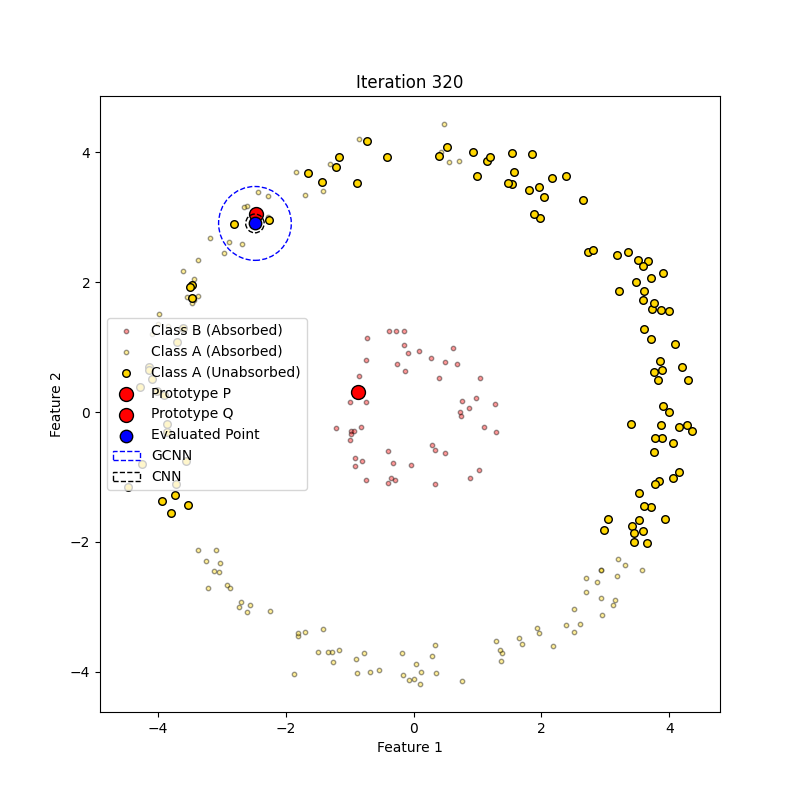 Iteration 320
4
2
0
−2
−4
Feature 2
Class B (Absorbed)
Class A (Absorbed)
Class A (Unabsorbed)
Prototype P
Prototype Q
Evaluated Point
GCNN
CNN
−4
−2
0
2
4
Feature 1